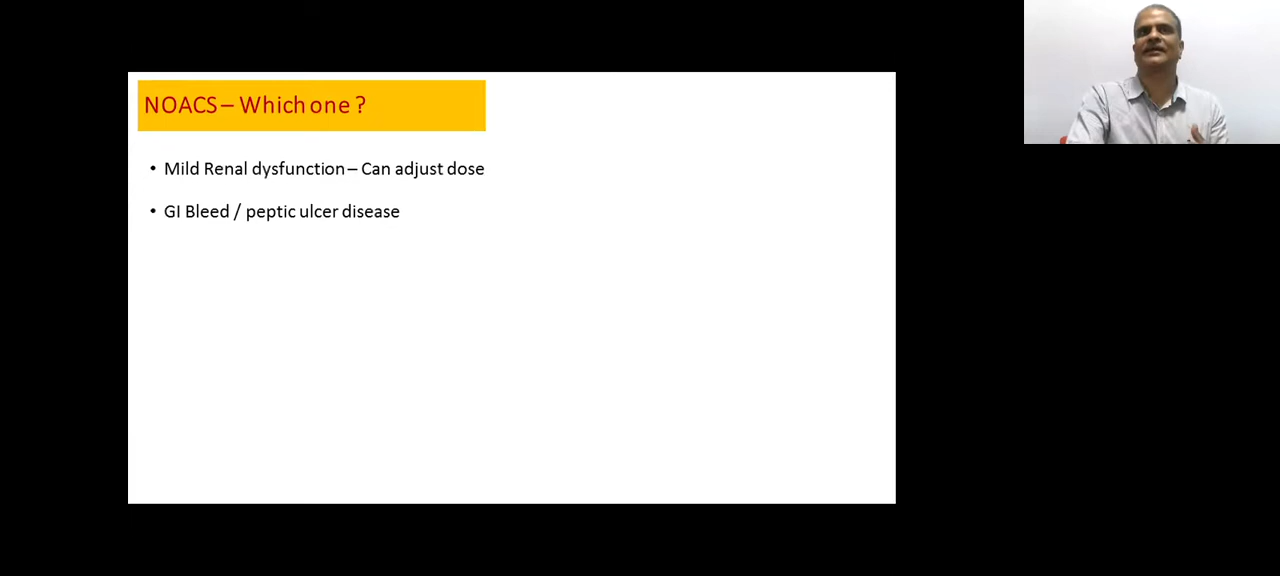 NOACS – Which one ?
• Mild Renal dysfunction – Can adjust dose
• GI Bleed / peptic ulcer disease